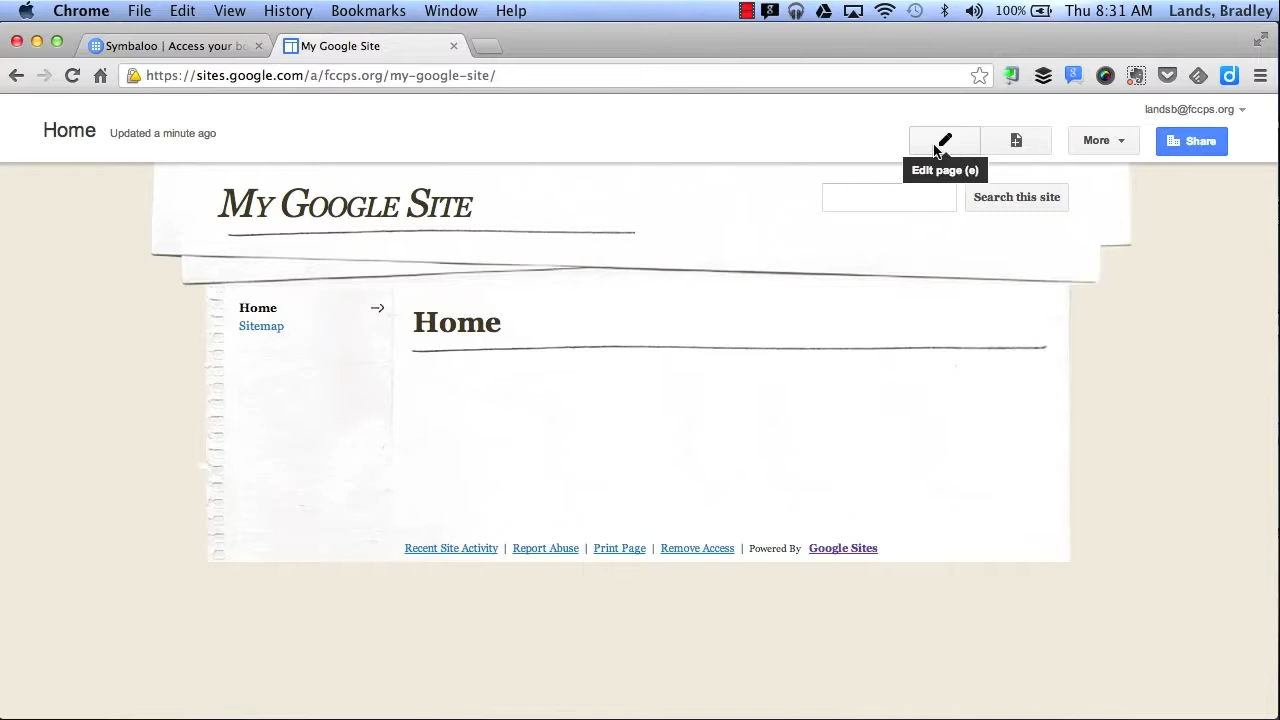 Chrome File Edit View History Bookmarks Window Help 100% Thu 8:31 AM Lands, Bradley
Symbaloo | Access your bo
My Google Site
https://sites.google.com/a/fccps.org/my-google-site/
landsb@fccps.org
Home Updated a minute ago
More
Share
Edit page (e)
MY GOOGLE SITE
Search this site
Home
Sitemap
Home
Recent Site Activity | Report Abuse | Print Page | Remove Access | Powered By Google Sites